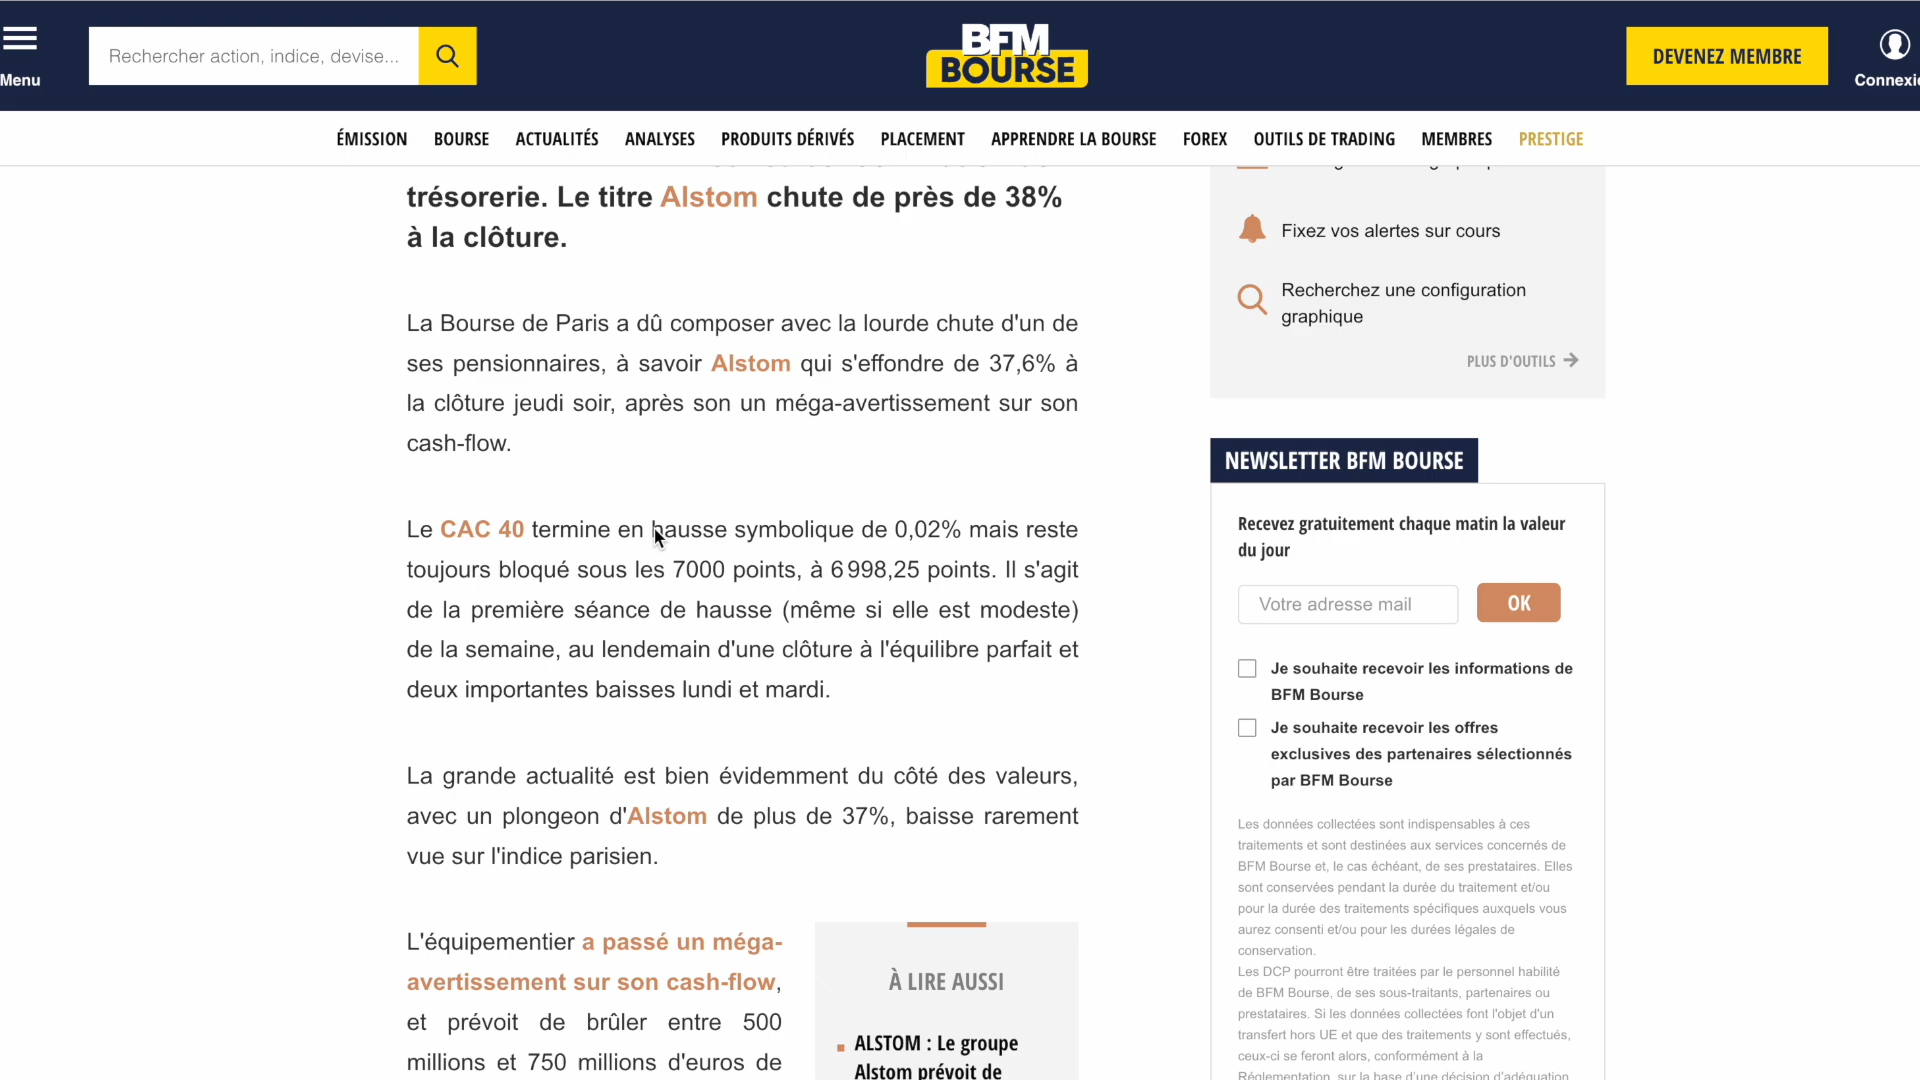 Menu
Rechercher action, indice, devise...
BFM
BOURSE
DEVENEZ MEMBRE
Connexi
ÉMISSION BOURSE ACTUALITÉS ANALYSES PRODUITS DÉRIVÉS PLACEMENT APPRENDRE LA BOURSE FOREX OUTILS DE TRADING MEMBRES PRESTIGE
trésorerie. Le titre Alstom chute de près de 38%
à la clôture.
La Bourse de Paris a dû composer avec la lourde chute d'un de
ses pensionnaires, à savoir Alstom qui s'effondre de 37,6% à
la clôture jeudi soir, après son un méga-avertissement sur son
cash-flow.
Le CAC 40 termine en hausse symbolique de 0,02% mais reste
toujours bloqué sous les 7000 points, à 6 998,25 points. Il s'agit
de la première séance de hausse (même si elle est modeste)
de la semaine, au lendemain d'une clôture à l'équilibre parfait et
deux importantes baisses lundi et mardi.
La grande actualité est bien évidemment du côté des valeurs,
avec un plongeon d'Alstom de plus de 37%, baisse rarement
vue sur l'indice parisien.
L'équipementier a passé un méga-
avertissement sur son cash-flow,
et prévoit de brûler entre 500
millions et 750 millions d'euros de
À LIRE AUSSI
ALSTOM : Le groupe
Alstom prévoit de
Fixez vos alertes sur cours
Recherchez une configuration
graphique
PLUS D'OUTILS
NEWSLETTER BFM BOURSE
Recevez gratuitement chaque matin la valeur
du jour
Votre adresse mail
OK
Je souhaite recevoir les informations de
BFM Bourse
Je souhaite recevoir les offres
exclusives des partenaires sélectionnés
par BFM Bourse
Les données collectées sont indispensables à ces
traitements et sont destinées aux services concernés de
BFM Bourse et, le cas échéant, de ses prestataires. Elles
sont conservées pendant la durée du traitement et/ou
pour la durée des traitements spécifiques auxquels vous
aurez consenti et/ou pour les durées légales de
conservation.
Les DCP pourront être traitées par le personnel habilité
de BFM Bourse, de ses sous-traitants, partenaires ou
prestataires. Si les données collectées font l'objet d'un
transfert hors UE et que des traitements y sont effectués,
ceux-ci se feront alors, conformément à la
Réglementation, sur la base d'une décision d'adéquation